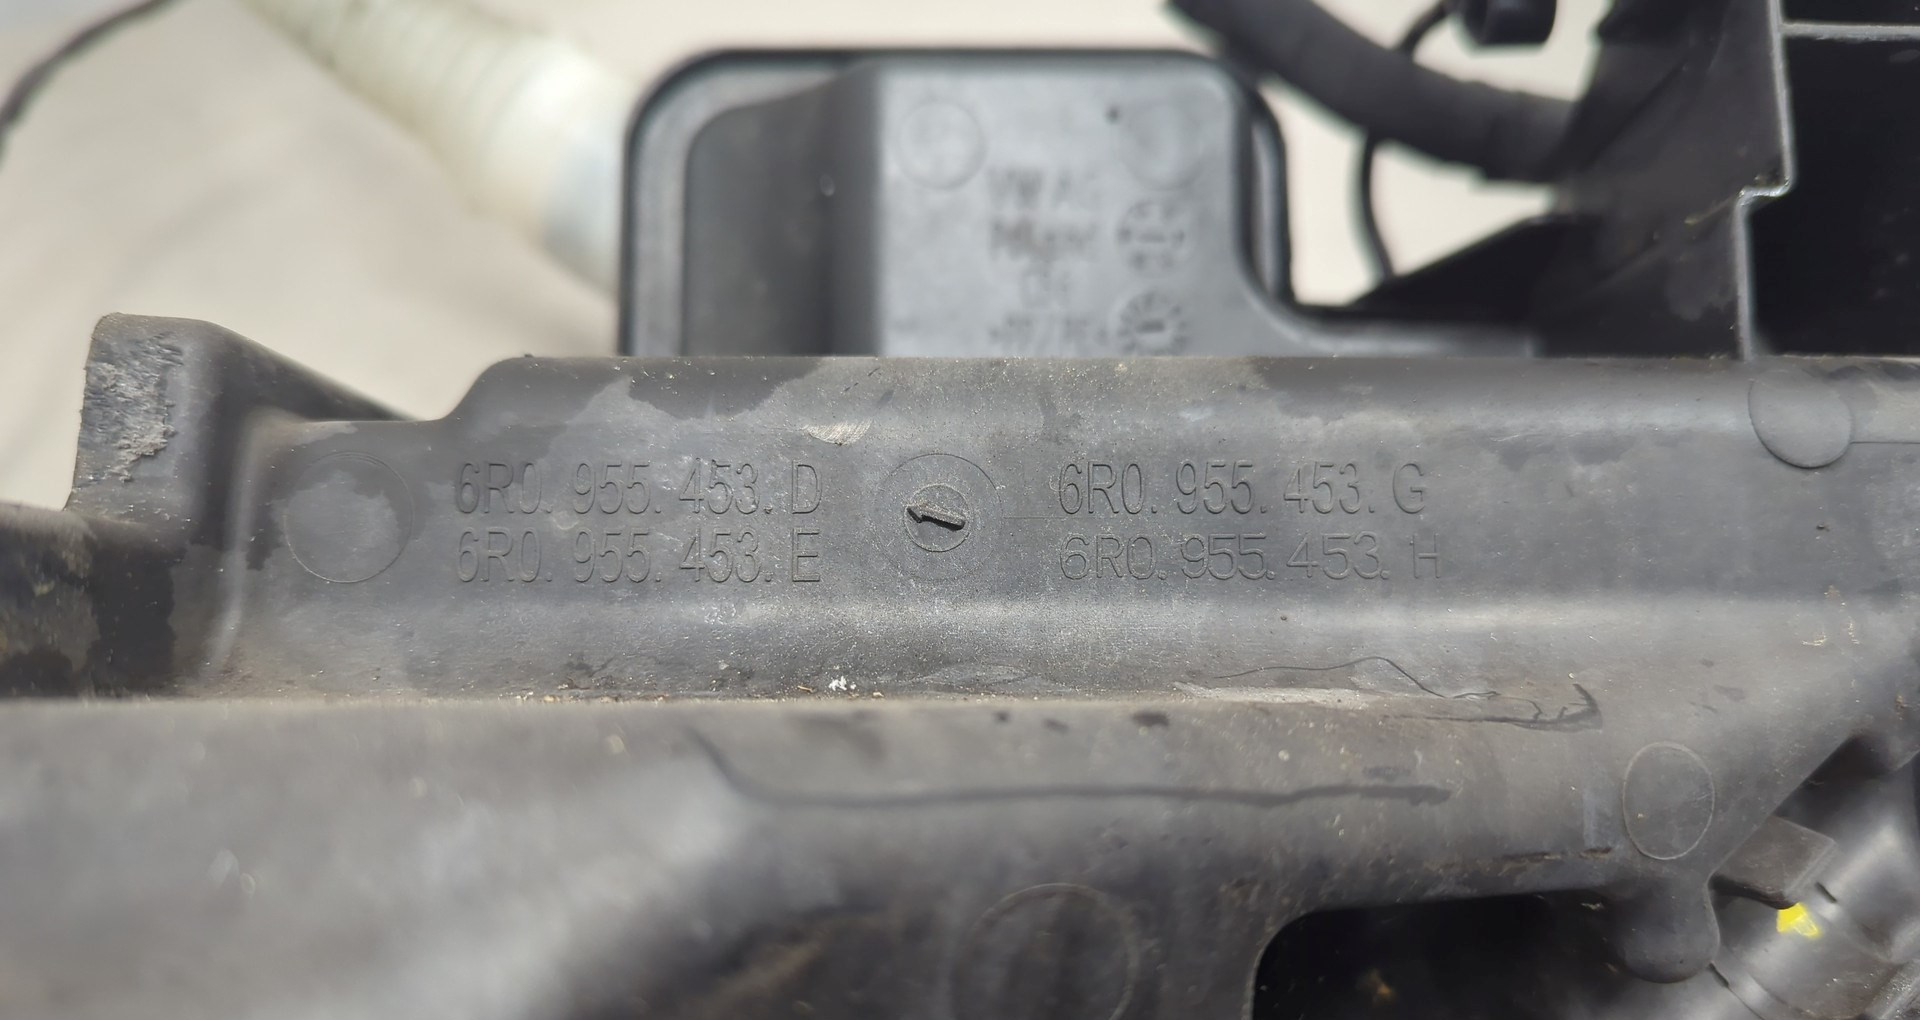 6R0. 955. 453. D
6R0. 955. 453. E
6R0. 955. 453. G
6R0. 955. 453. H